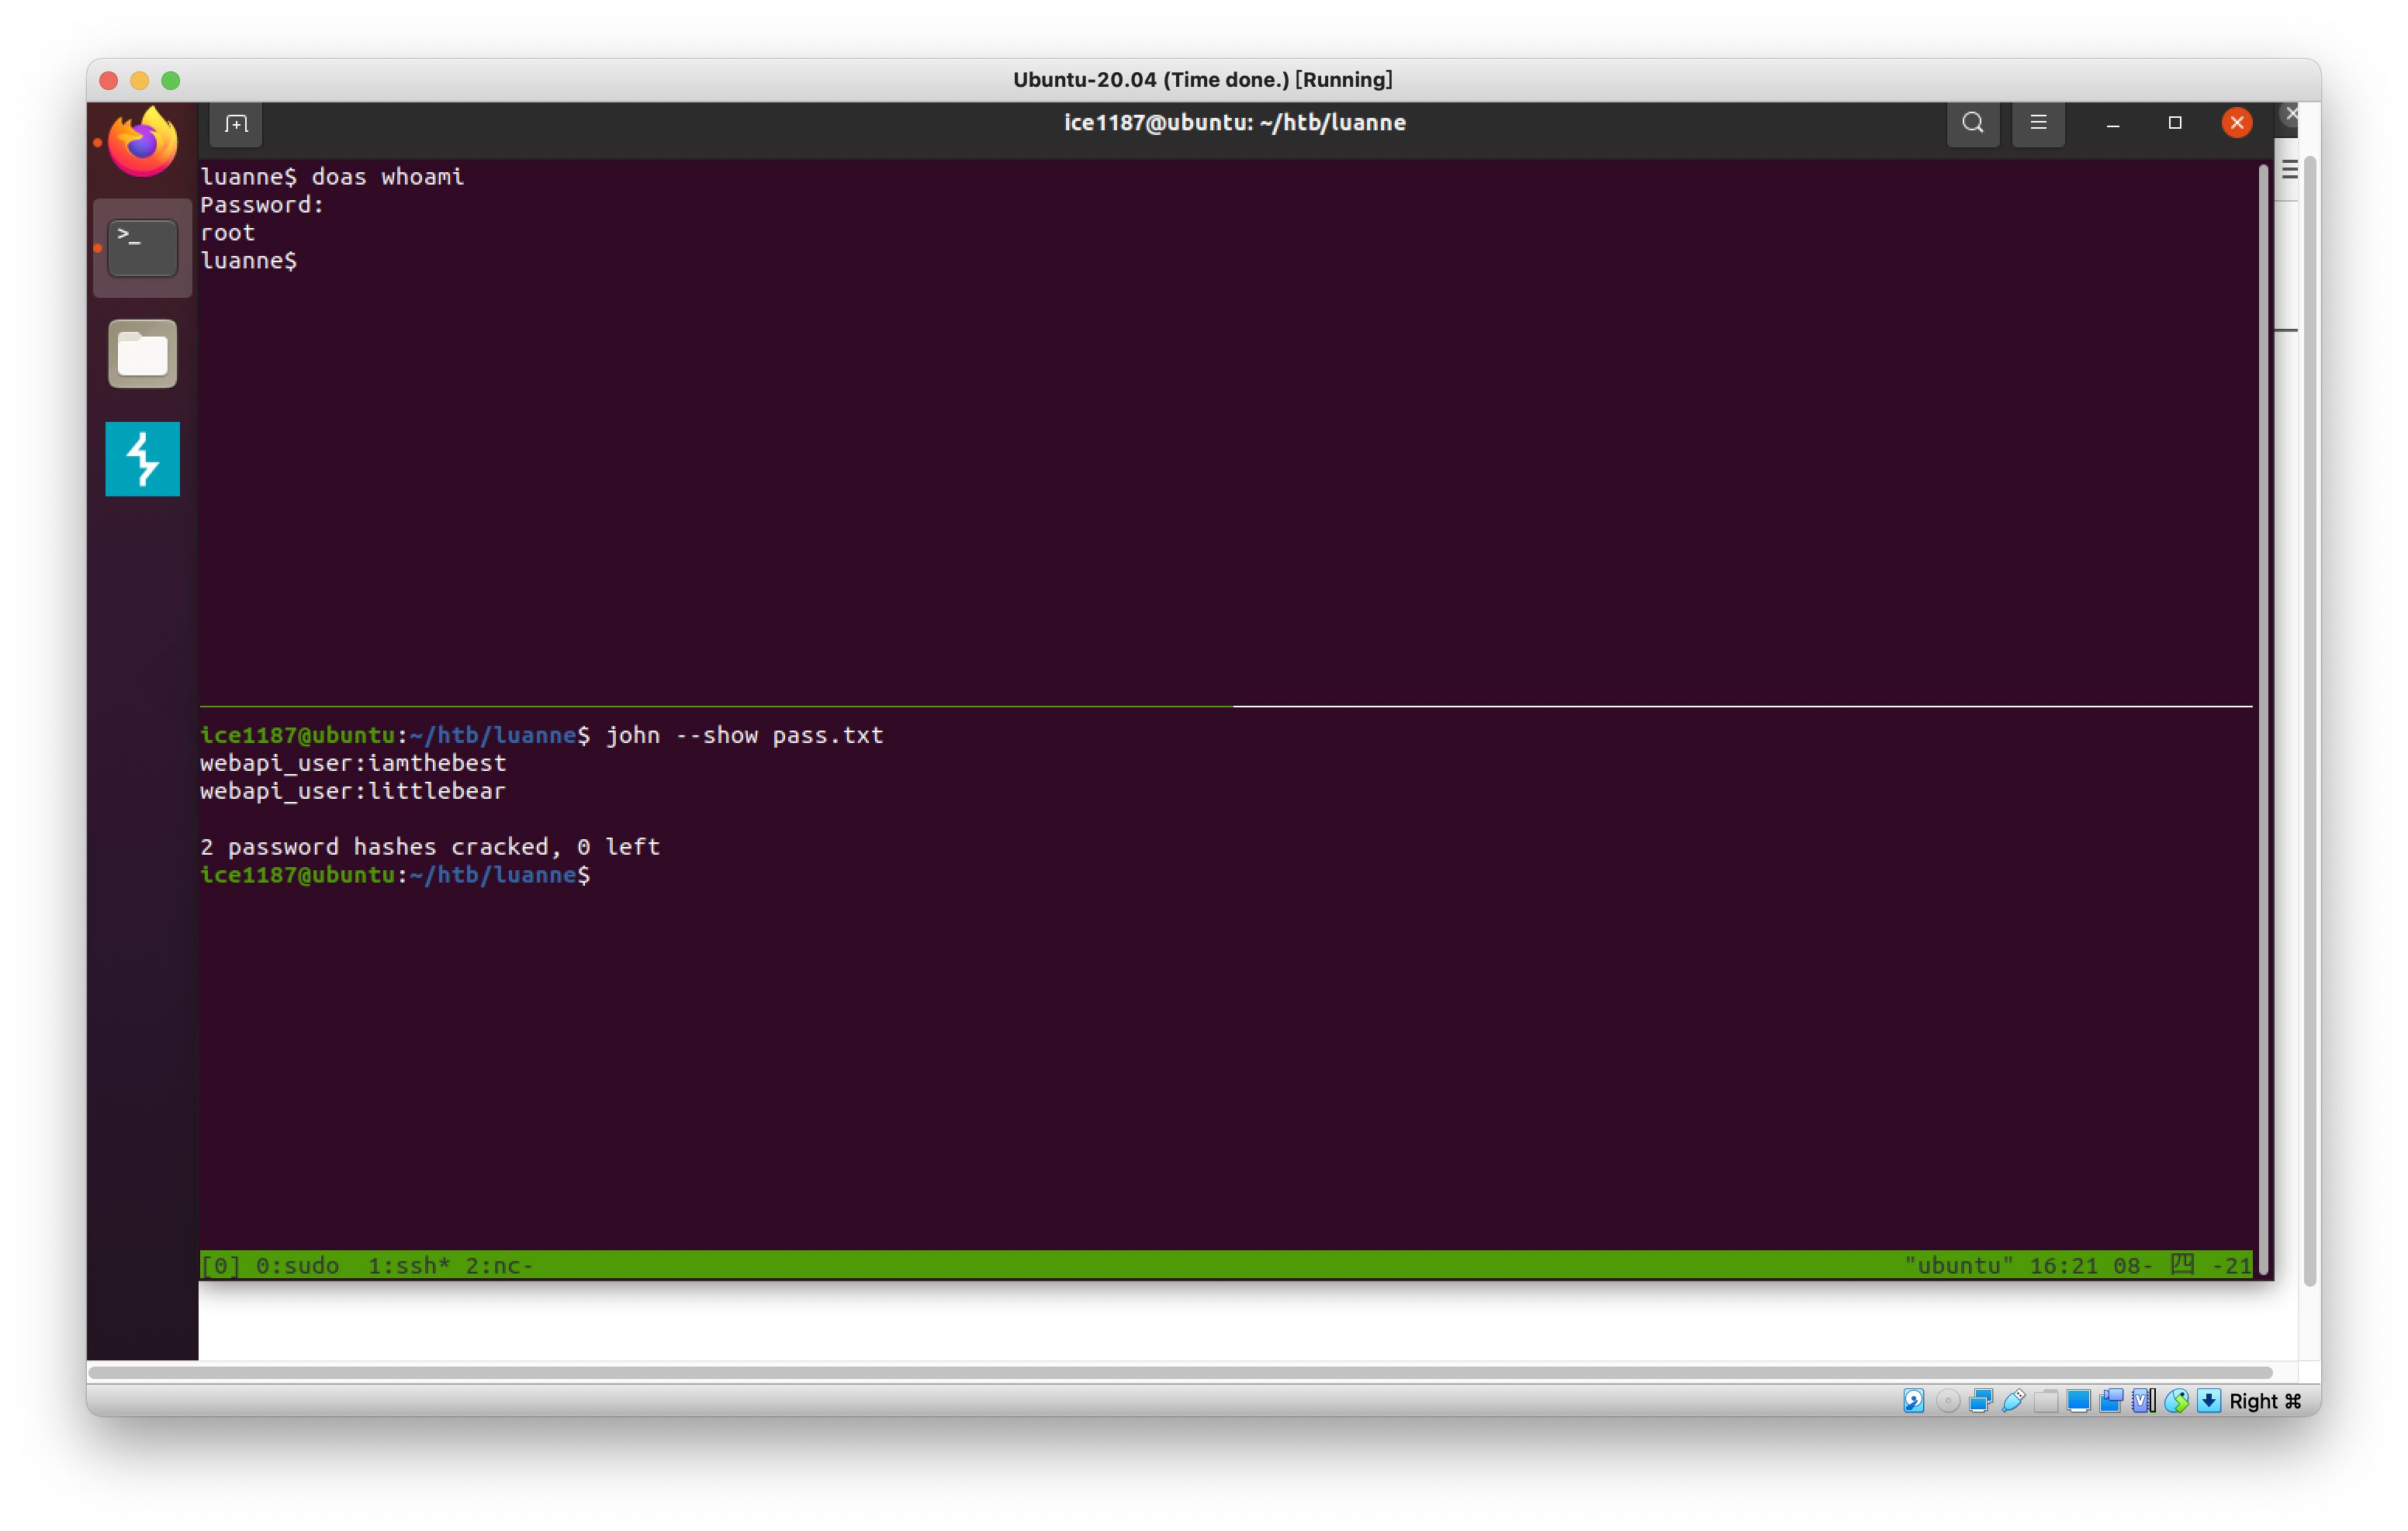 Ubuntu-20.04 (Time done.) [Running]
ice1187@ubuntu: ~/htb/luanne
luanne$ doas whoami
Password:
root
luanne$
ice1187@ubuntu:~/htb/luanne$ john --show pass.txt
webapi_user:iamthebest
webapi_user:littlebear
2 password hashes cracked, 0 left
ice1187@ubuntu:~/htb/luanne$
[0] 0:sudo  1:ssh* 2:nc-
"ubuntu" 16:21 08- 四 -21
Right ⌘